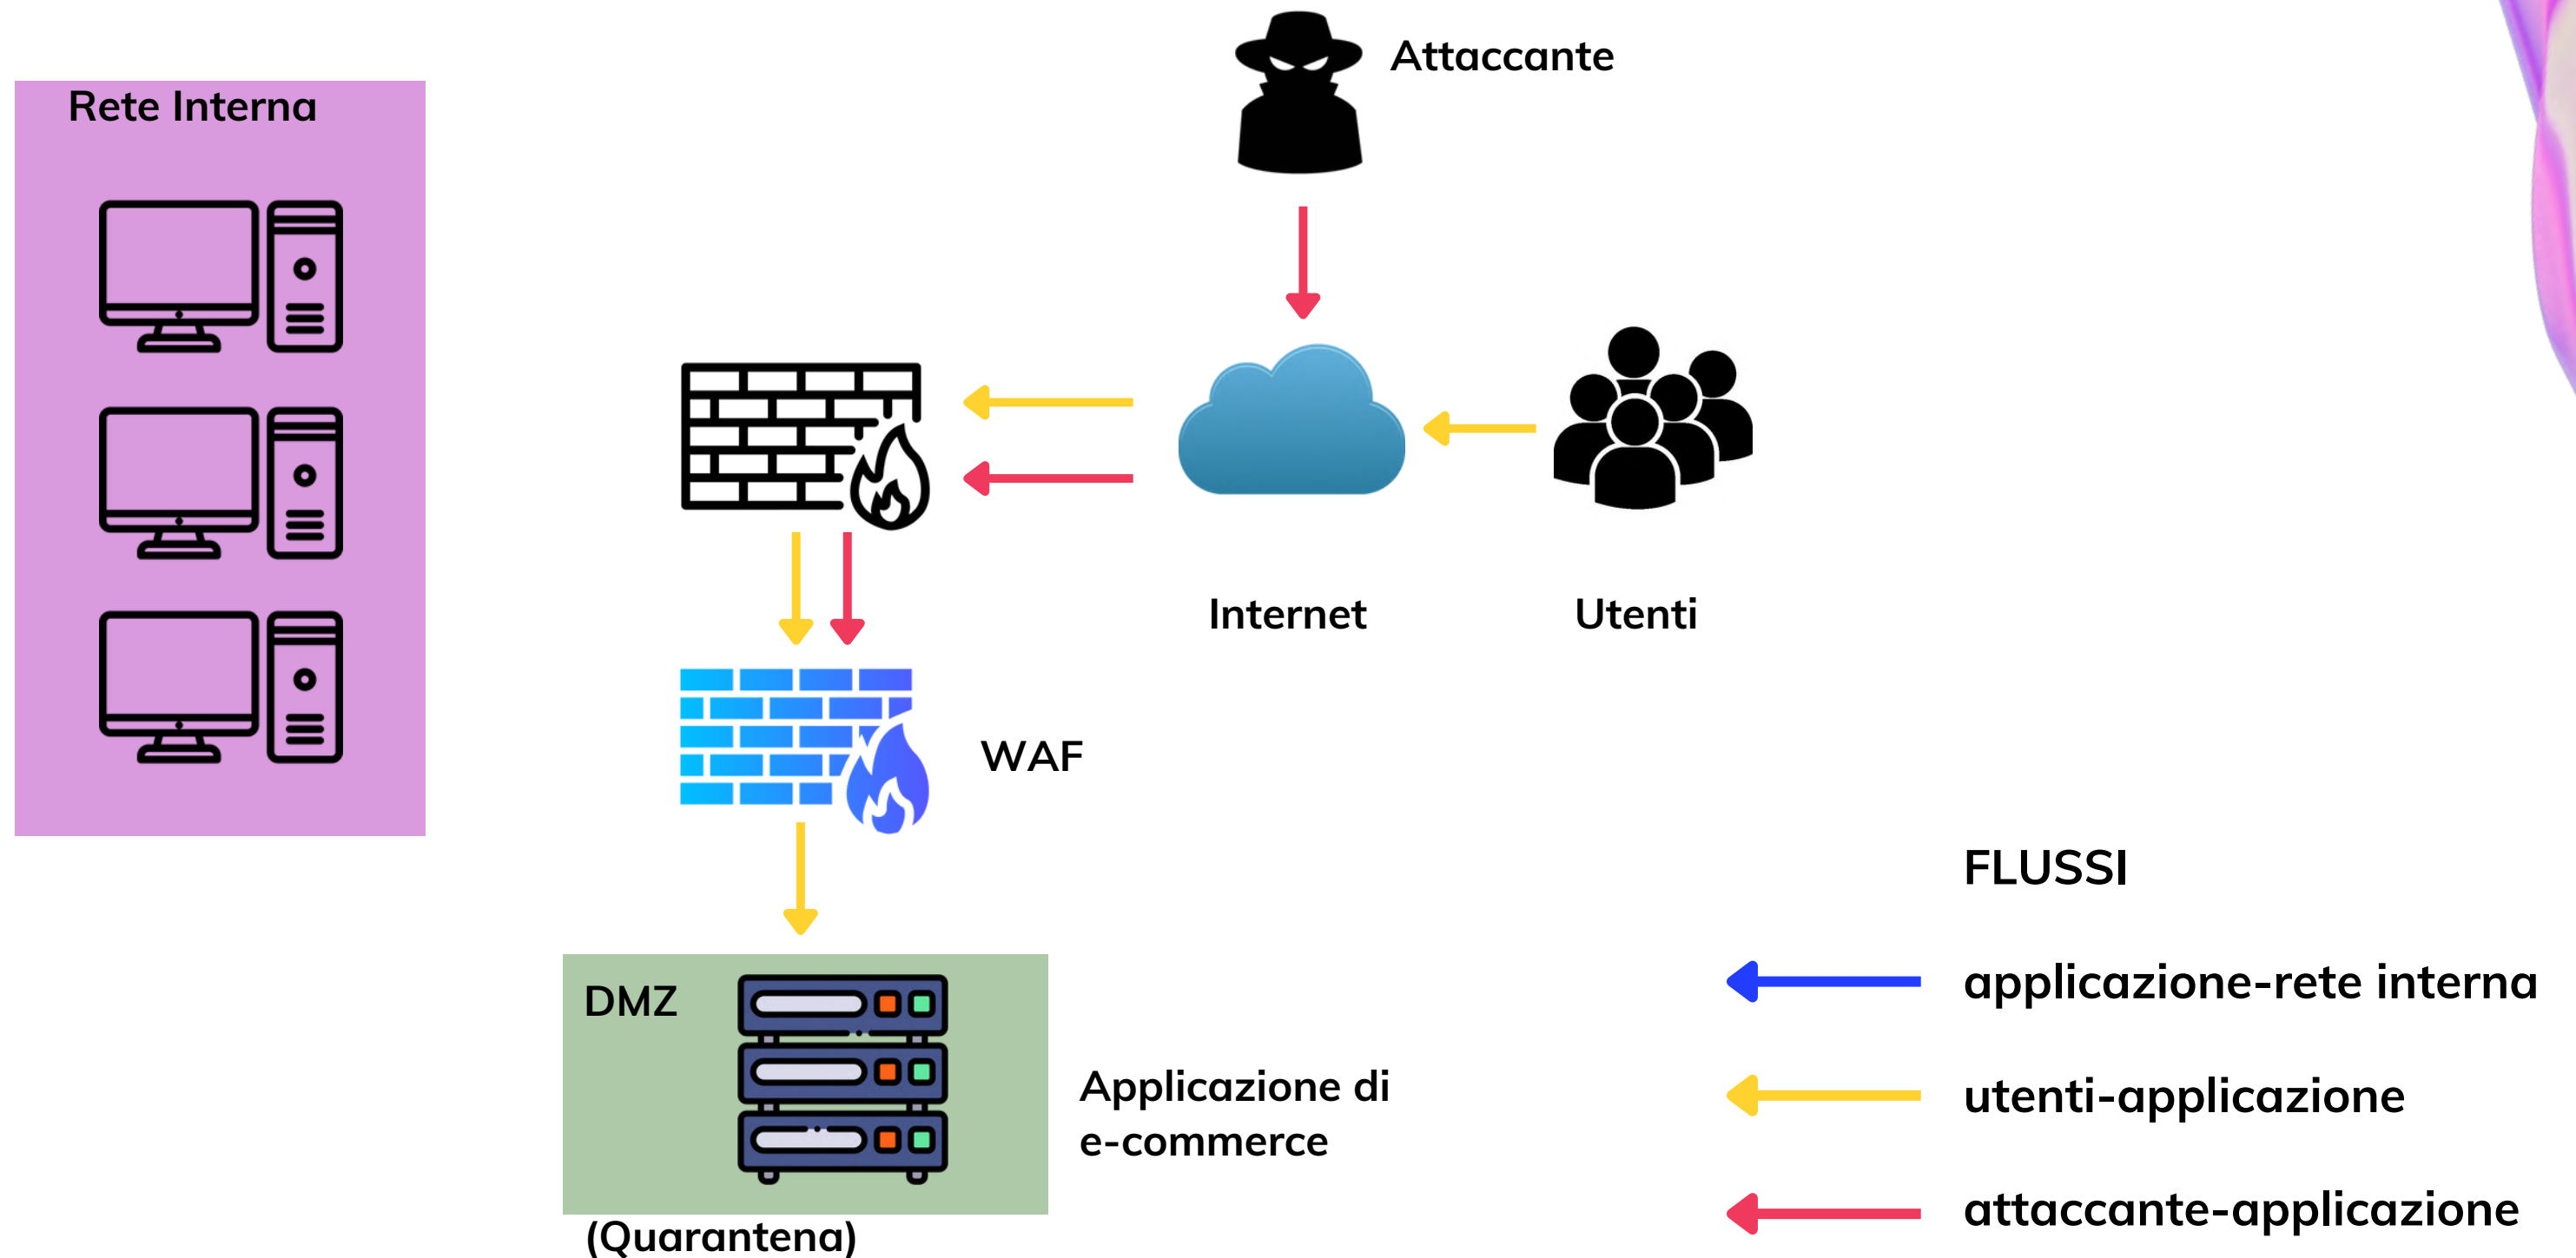 Attaccante
Rete Interna
Internet
Utenti
WAF
FLUSSI
applicazione-rete interna
utenti-applicazione
attaccante-applicazione
DMZ
Applicazione di
e-commerce
(Quarantena)